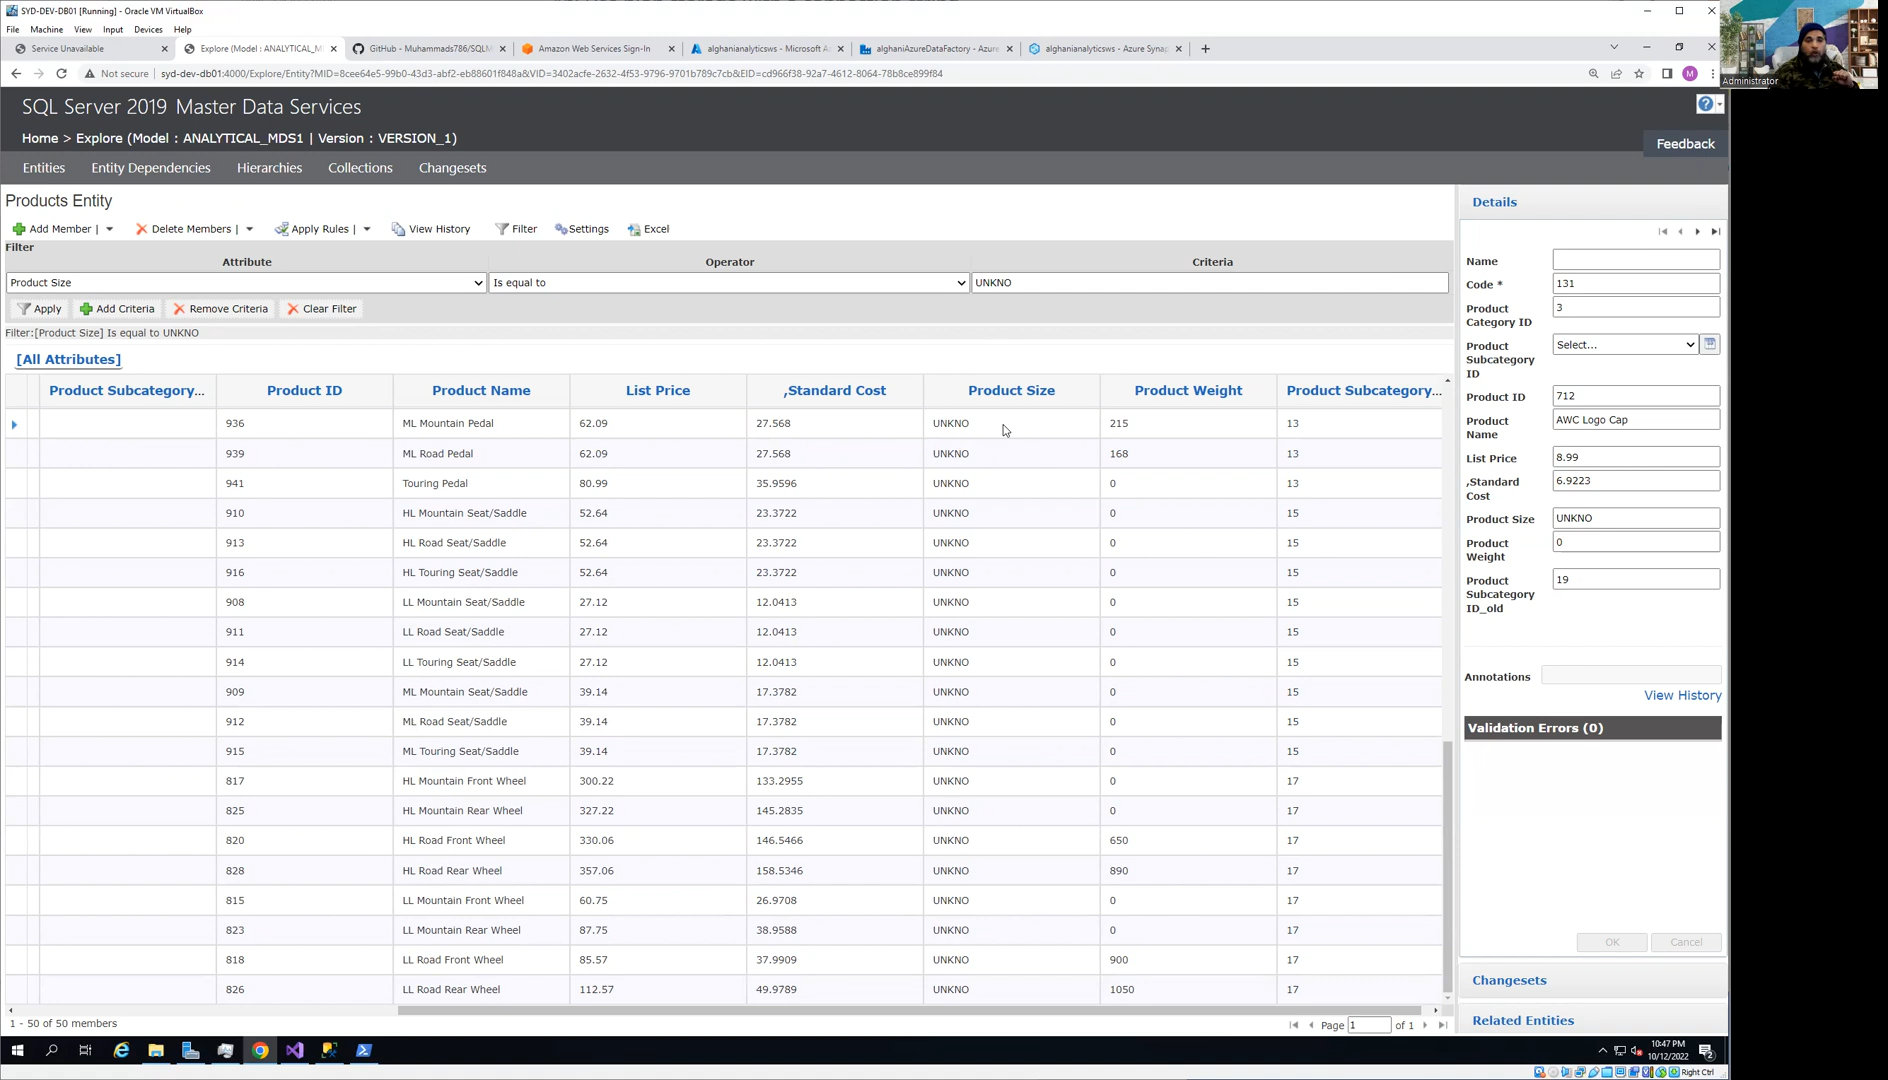 SYD-DEV-DB01 [Running] - Oracle VM VirtualBox
File Machine View Input Devices Help
Service Unavailable
Explore (Model : ANALYTICAL_M
GitHub - Muhammads786/SQLM
Amazon Web Services Sign-In
alghanianalyticsws - Microsoft A
alghaniAzureDataFactory - Azure
alghanianalyticsws - Azure Synap
Not secure syd-dev-db01:4000/Explore/Entity?MID=8cee64e5-99b0-43d3-abf2-eb88601f848a&VID=3402acfe-2632-4f53-9796-9701b789c7cb&EID=cd966f38-92a7-4612-8064-78b8ce899f84
M
Administrator
SQL Server 2019 Master Data Services
Home > Explore (Model : ANALYTICAL_MDS1 | Version : VERSION_1)
Feedback
Entities Entity Dependencies Hierarchies Collections Changesets
Products Entity
Add Member | Delete Members | Apply Rules | View History Filter Settings Excel
Filter
Attribute Operator Criteria
Product Size Is equal to UNKNO
Apply Add Criteria Remove Criteria Clear Filter
Filter:[Product Size] Is equal to UNKNO
[All Attributes]
Product Subcategory... Product ID Product Name List Price ,Standard Cost Product Size Product Weight Product Subcategory...
936 ML Mountain Pedal 62.09 27.568 UNKNO 215 13
939 ML Road Pedal 62.09 27.568 UNKNO 168 13
941 Touring Pedal 80.99 35.9596 UNKNO 0 13
910 HL Mountain Seat/Saddle 52.64 23.3722 UNKNO 0 15
913 HL Road Seat/Saddle 52.64 23.3722 UNKNO 0 15
916 HL Touring Seat/Saddle 52.64 23.3722 UNKNO 0 15
908 LL Mountain Seat/Saddle 27.12 12.0413 UNKNO 0 15
911 LL Road Seat/Saddle 27.12 12.0413 UNKNO 0 15
914 LL Touring Seat/Saddle 27.12 12.0413 UNKNO 0 15
909 ML Mountain Seat/Saddle 39.14 17.3782 UNKNO 0 15
912 ML Road Seat/Saddle 39.14 17.3782 UNKNO 0 15
915 ML Touring Seat/Saddle 39.14 17.3782 UNKNO 0 15
817 HL Mountain Front Wheel 300.22 133.2955 UNKNO 0 17
825 HL Mountain Rear Wheel 327.22 145.2835 UNKNO 0 17
820 HL Road Front Wheel 330.06 146.5466 UNKNO 650 17
828 HL Road Rear Wheel 357.06 158.5346 UNKNO 890 17
815 LL Mountain Front Wheel 60.75 26.9708 UNKNO 0 17
823 LL Mountain Rear Wheel 87.75 38.9588 UNKNO 0 17
818 LL Road Front Wheel 85.57 37.9909 UNKNO 900 17
826 LL Road Rear Wheel 112.57 49.9789 UNKNO 1050 17
1 - 50 of 50 members
Page 1 of 1
Details
Name
Code * 131
Product Category ID 3
Product Subcategory ID Select...
Product ID 712
Product Name AWC Logo Cap
List Price 8.99
,Standard Cost 6.9223
Product Size UNKNO
Product Weight 0
Product Subcategory ID_old 19
Annotations
View History
Validation Errors (0)
OK Cancel
Changesets
Related Entities
10:47 PM
10/12/2022
2
Right Ctrl